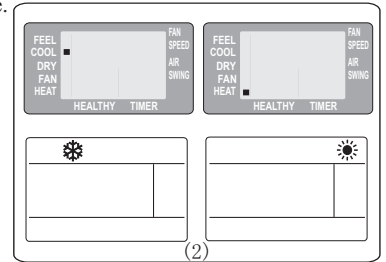 e.
FEEL
COOL
DRY
FAN
HEAT
FAN
SPEED
AIR
SWING
HEALTHY TIMER
FEEL
COOL
DRY
FAN
HEAT
FAN
SPEED
AIR
SWING
HEALTHY TIMER
(2)